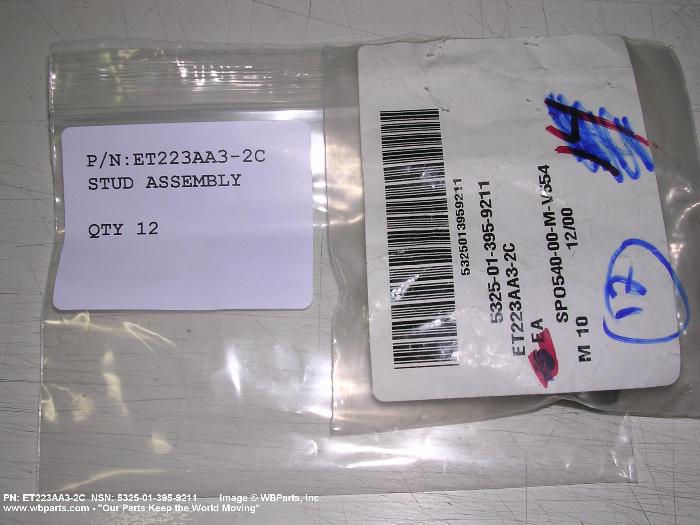 P/N:ET223AA3-2C
STUD ASSEMBLY
QTY 12
5325013959211
5325-01-395-9211
ET223AA3-2C
EA
SPO540-00-M-V554
M 10 12/00
12
PN: ET223AA3-2C NSN: 5325-01-395-9211 Image © WBParts, Inc.
www.wbparts.com - "Our Parts Keep the World Moving"